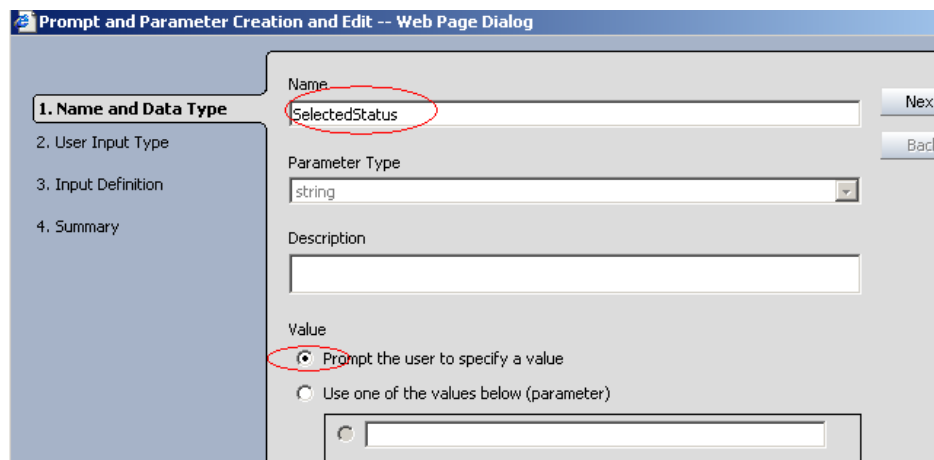 Prompt and Parameter Creation and Edit -- Web Page Dialog
1. Name and Data Type
2. User Input Type
3. Input Definition
4. Summary
Name
SelectedStatus
Parameter Type
string
Description
Value
Prompt the user to specify a value
Use one of the values below (parameter)
Nex
Bac